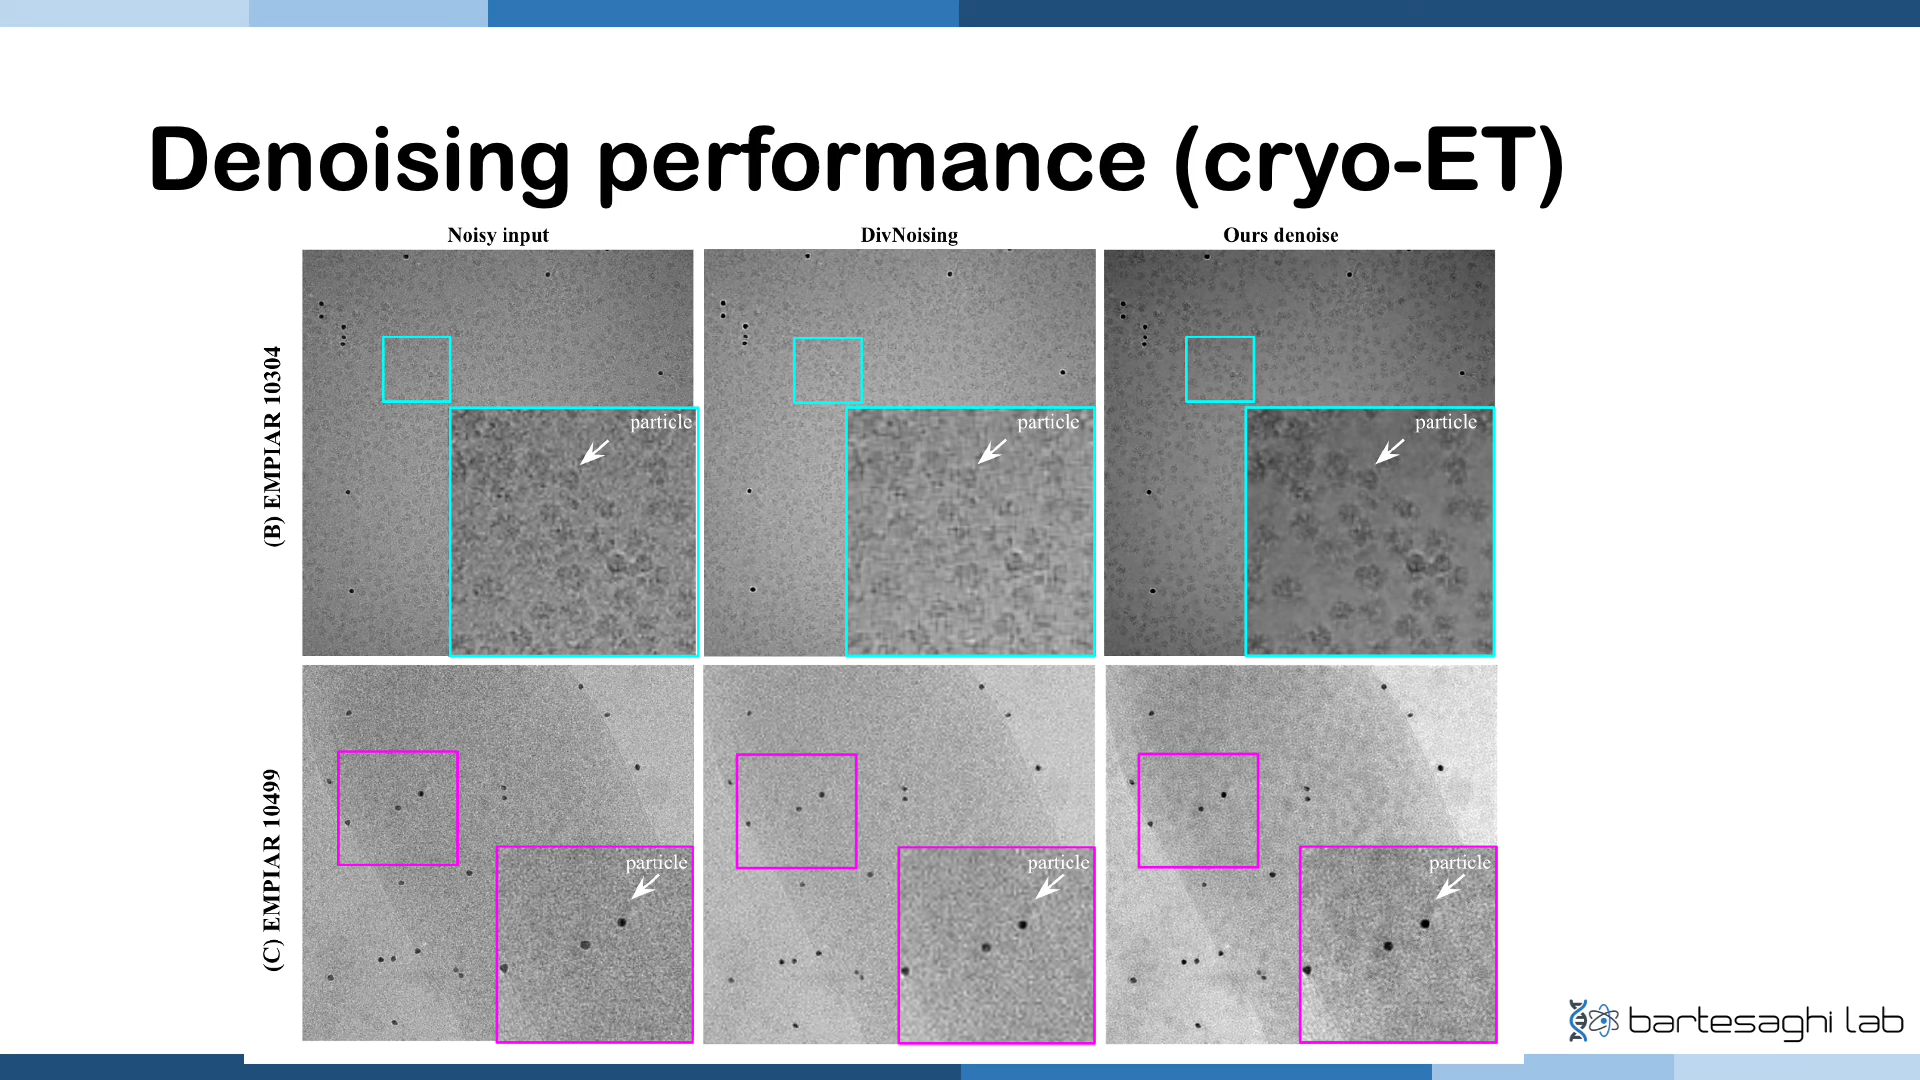 Denoising performance (cryo-ET)
Noisy input
DivNoising
Ours denoise
(B) EMPIAR 10304
particle
particle
particle
(C) EMPIAR 10499
particle
particle
particle
bartesaghi lab